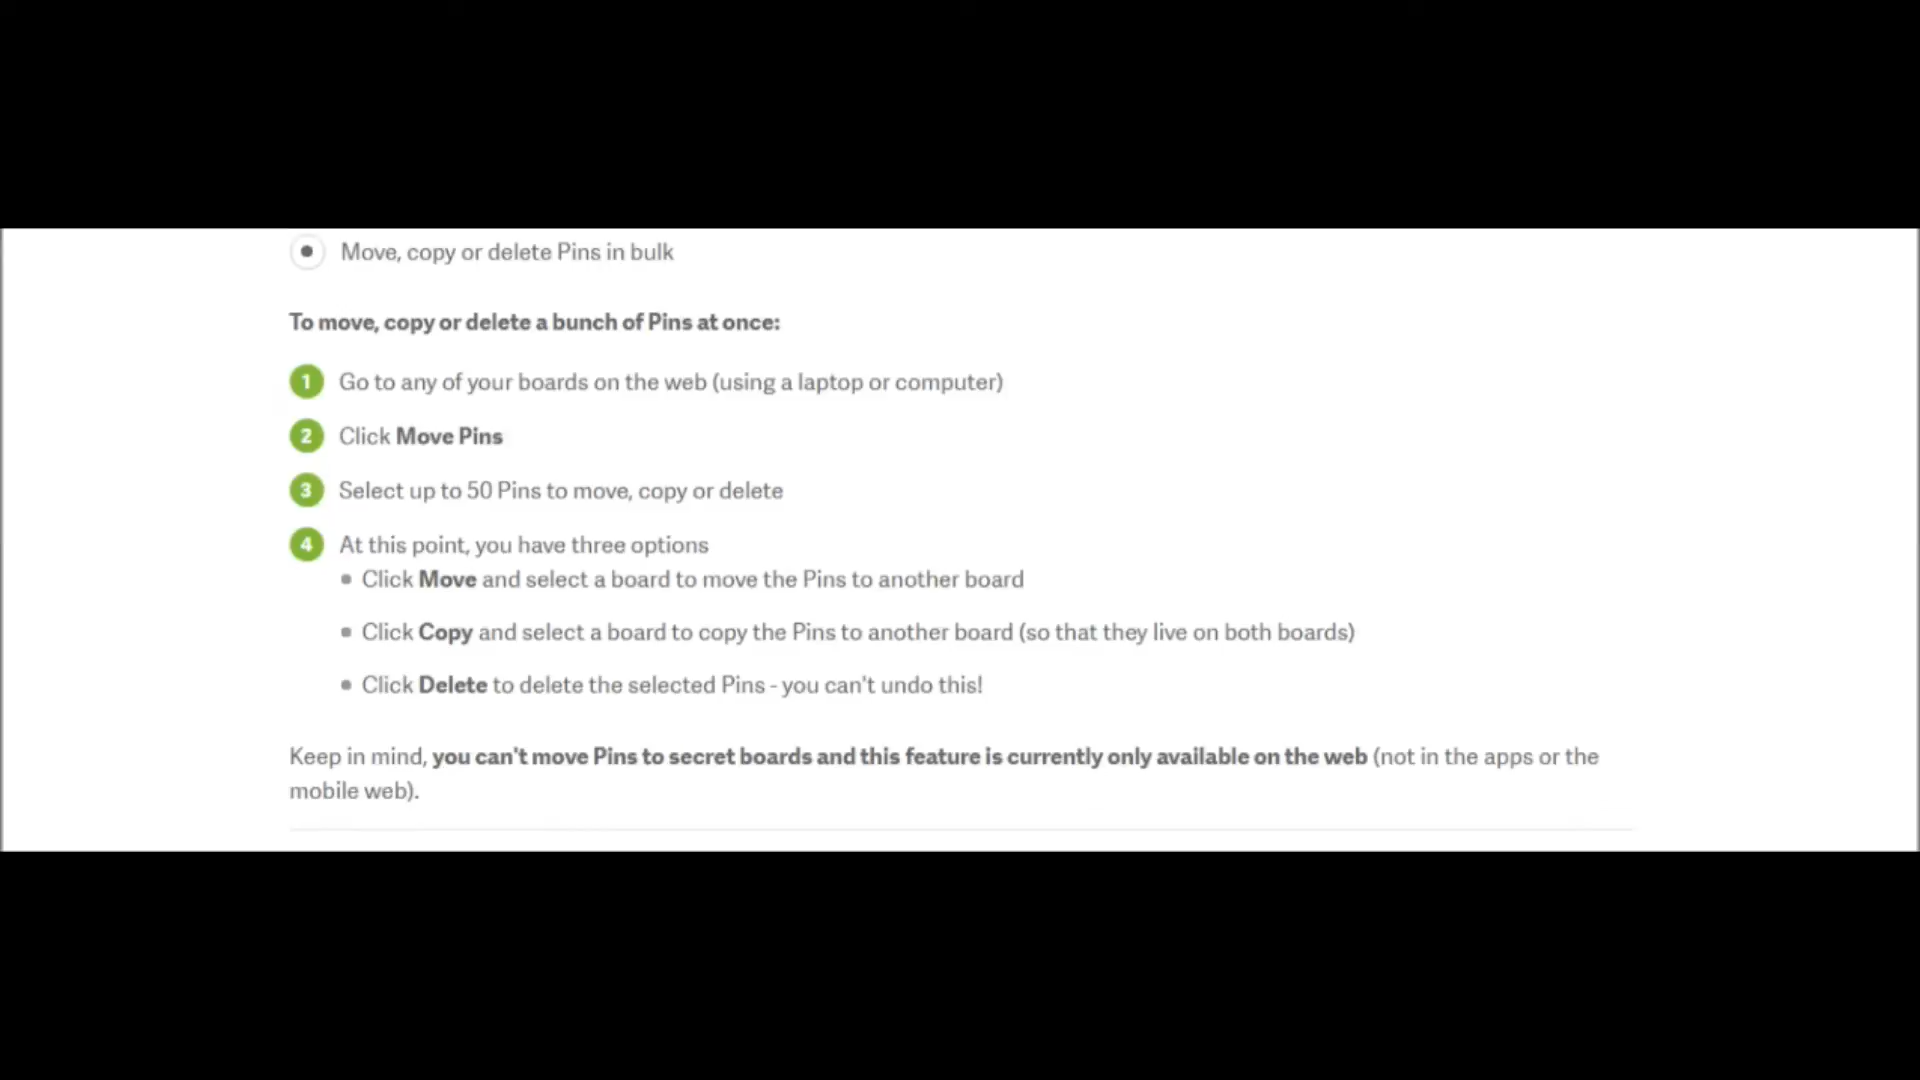 Move, copy or delete Pins in bulk
To move, copy or delete a bunch of Pins at once:
1 Go to any of your boards on the web (using a laptop or computer)
2 Click Move Pins
3 Select up to 50 Pins to move, copy or delete
4 At this point, you have three options
Click Move and select a board to move the Pins to another board
Click Copy and select a board to copy the Pins to another board (so that they live on both boards)
Click Delete to delete the selected Pins - you can't undo this!
Keep in mind, you can't move Pins to secret boards and this feature is currently only available on the web (not in the apps or the
mobile web).